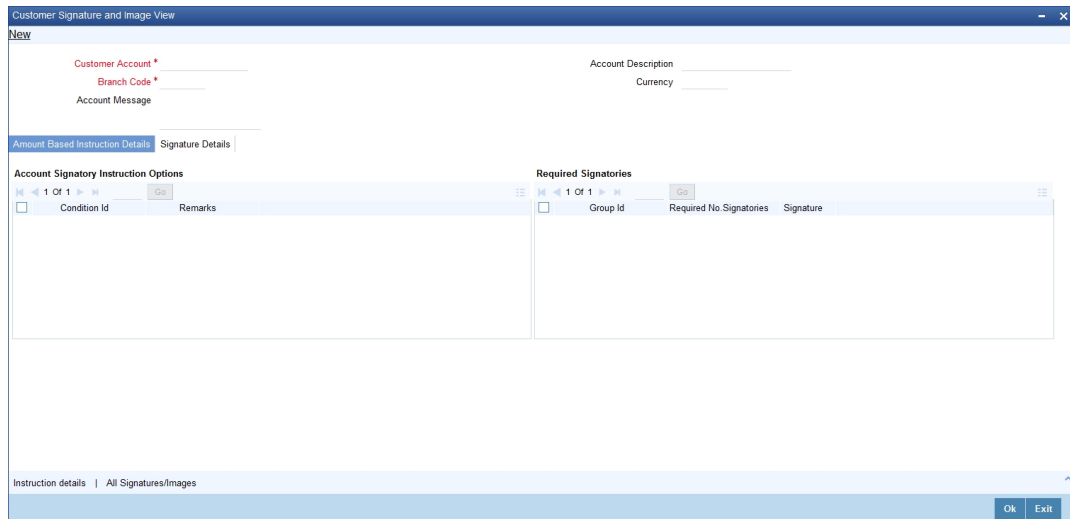 Customer Signature and Image View
New
Customer Account *
Account Description
Branch Code *
Currency
Account Message
Amount Based Instruction Details Signature Details
Account Signatory Instruction Options
Required Signatories
1 Of 1 Go
1 Of 1 Go
Condition Id Remarks
Group Id Required No.Signatories Signature
Instruction details | All Signatures/Images
Ok Exit